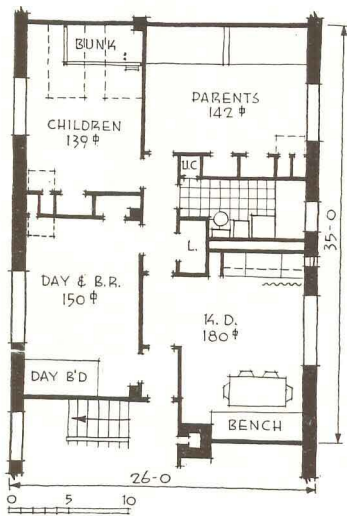 BUNK
PARENTS
142 ϕ
CHILDREN
139 ϕ
U.C
L.
DAY & B.R.
150 ϕ
K. D.
180 ϕ
35-0
DAY B'D
BENCH
26-0
0 5 10